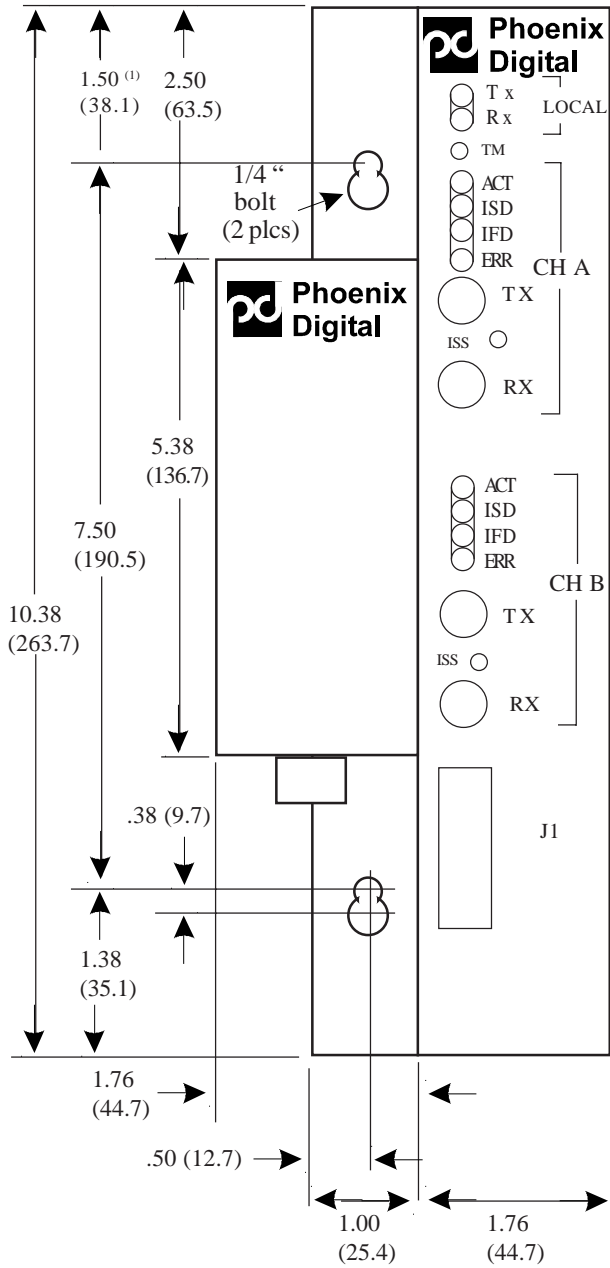 Phoenix
Digital
1.50 (1)
(38.1)
2.50
(63.5)
1/4 “
bolt
(2 plcs)
Tx
Rx
LOCAL
TM
ACT
ISD
IFD
ERR
CH A
TX
ISS
RX
Phoenix
Digital
5.38
(136.7)
7.50
(190.5)
10.38
(263.7)
ACT
ISD
IFD
ERR
CH B
TX
ISS
RX
.38 (9.7)
J1
1.38
(35.1)
1.76
(44.7)
.50 (12.7)
1.00
(25.4)
1.76
(44.7)